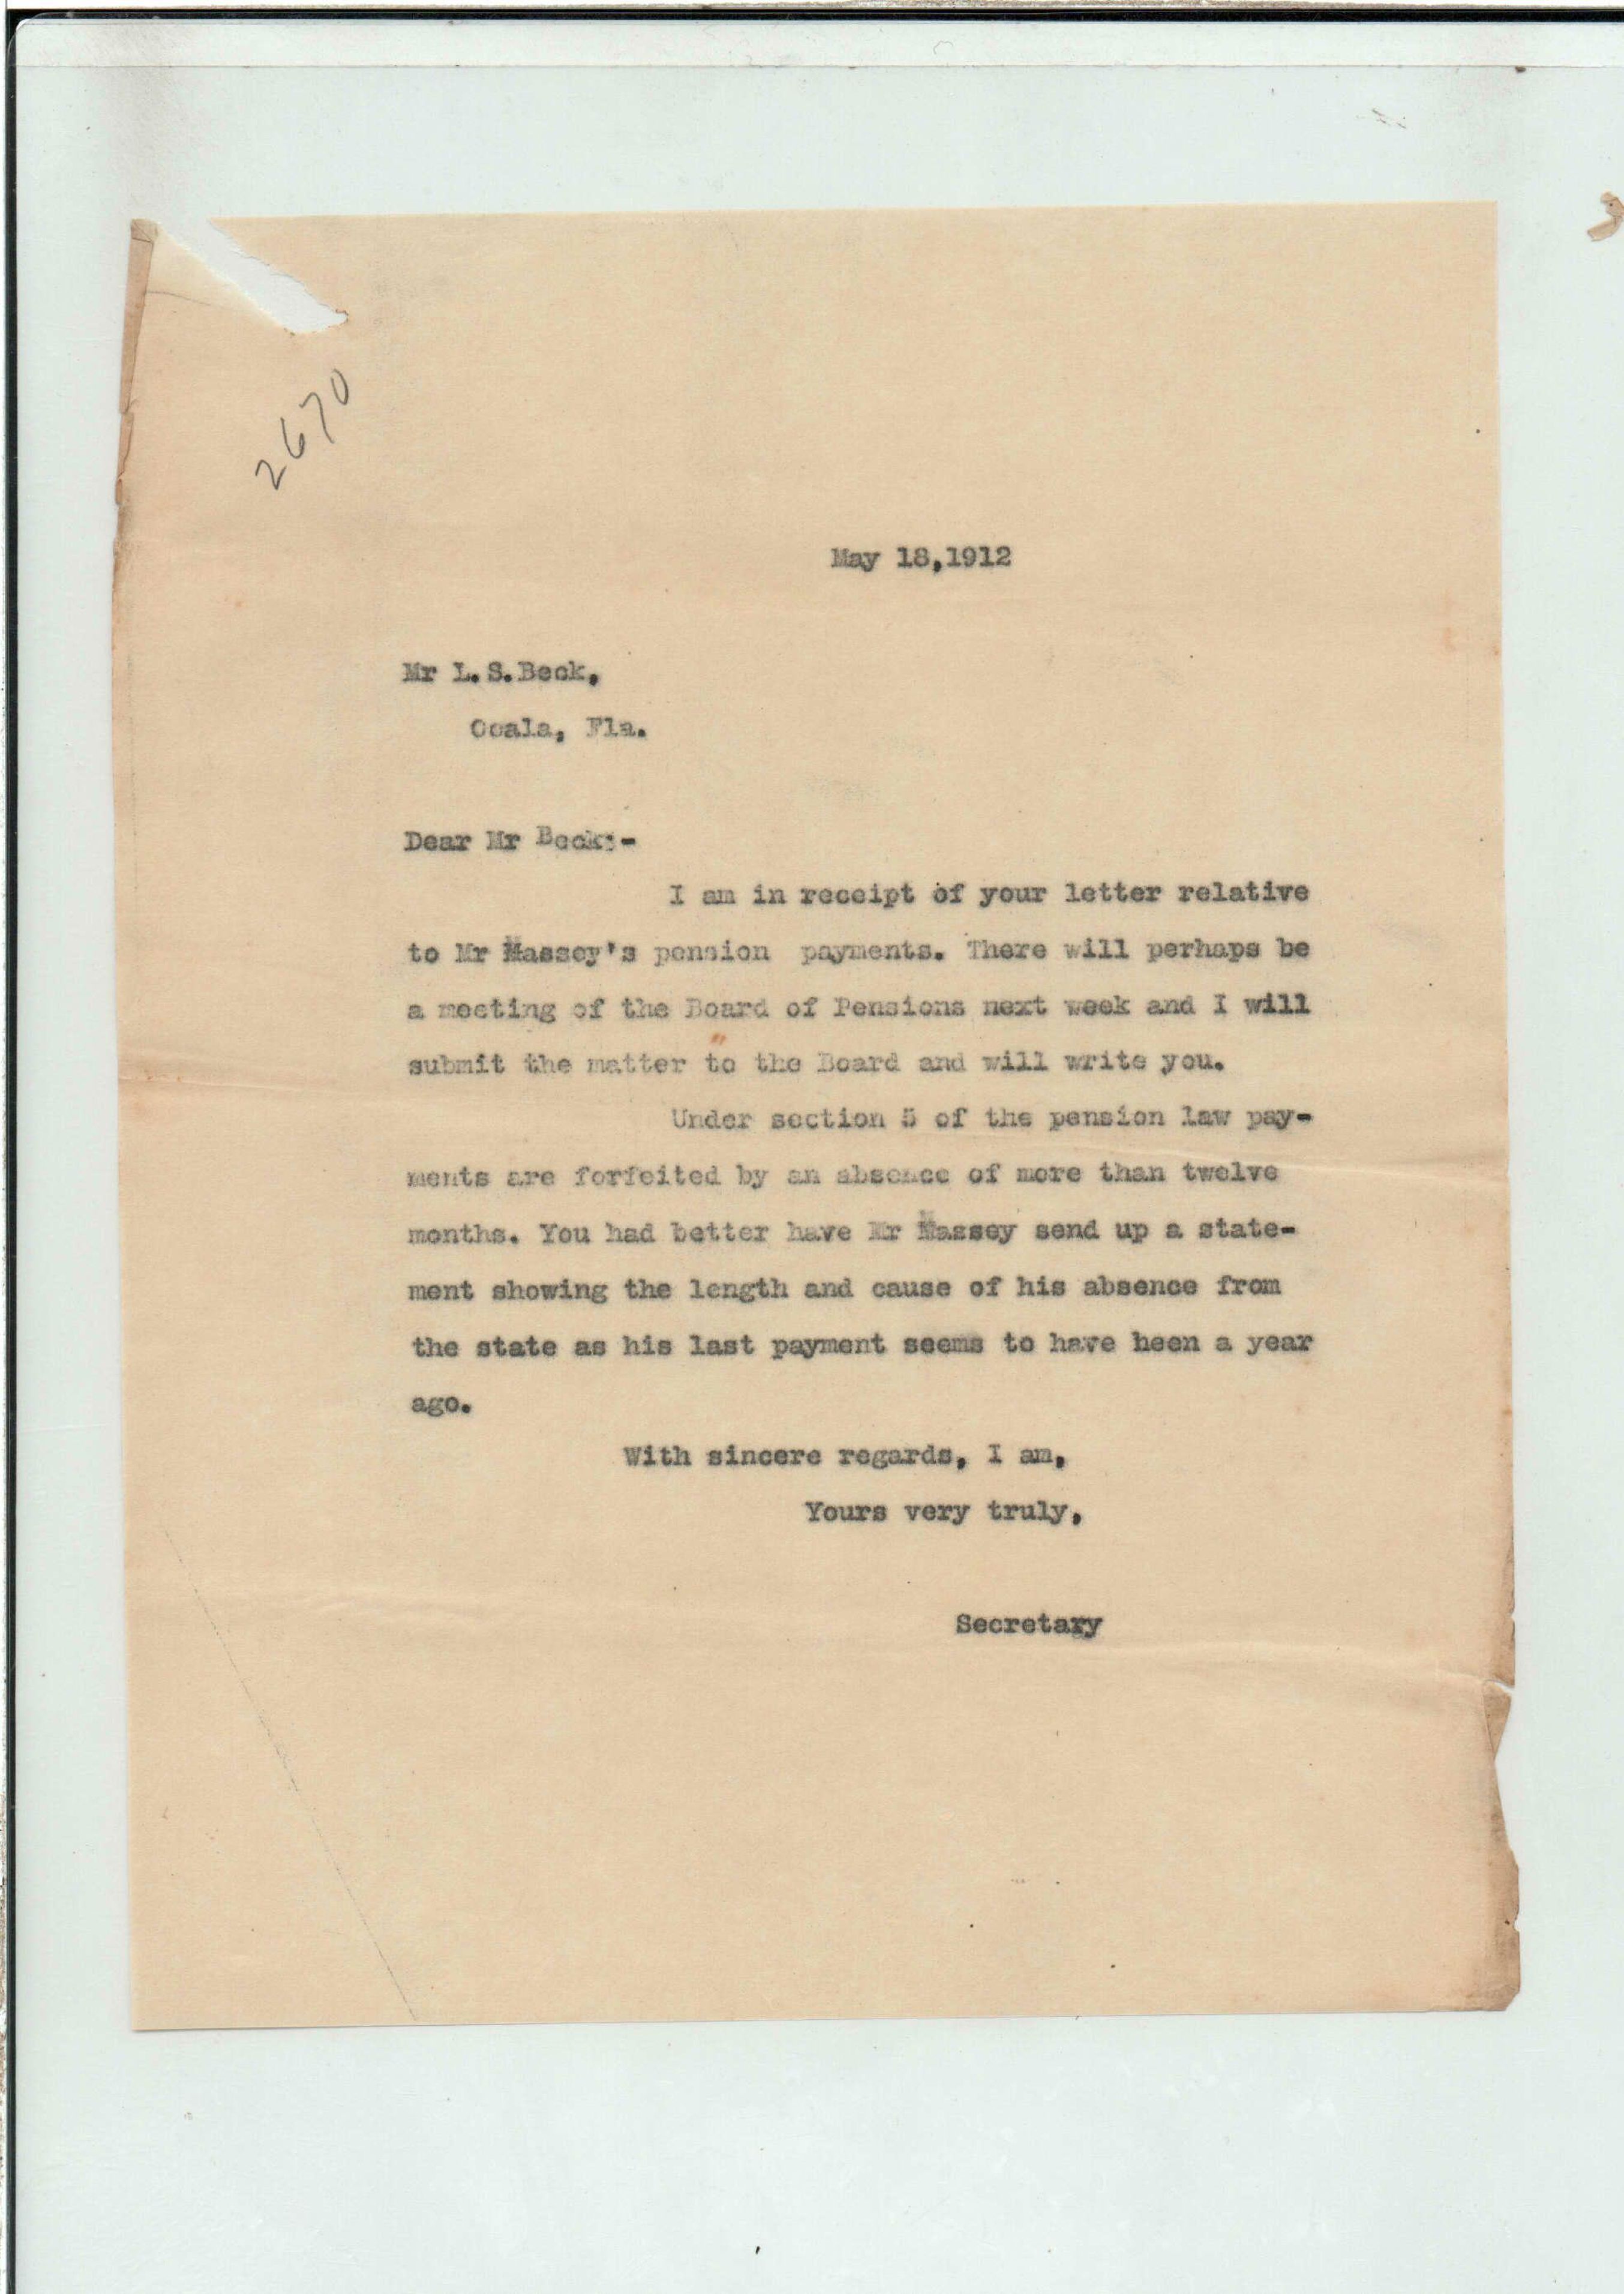 2670
May 18,1912
Mr L.S.Beck,
Ocala, Fla.
Dear Mr Beck:-
I am in receipt of your letter relative
to Mr Massey's pension payments. There will perhaps be
a meeting of the Board of Pensions next week and I will
submit the matter to the Board and will write you.
Under section 5 of the pension law pay-
ments are forfeited by an absence of more than twelve
months. You had better have Mr Massey send up a state-
ment showing the length and cause of his absence from
the state as his last payment seems to have heen a year
ago.
With sincere regards, I am,
Yours very truly,
Secretary